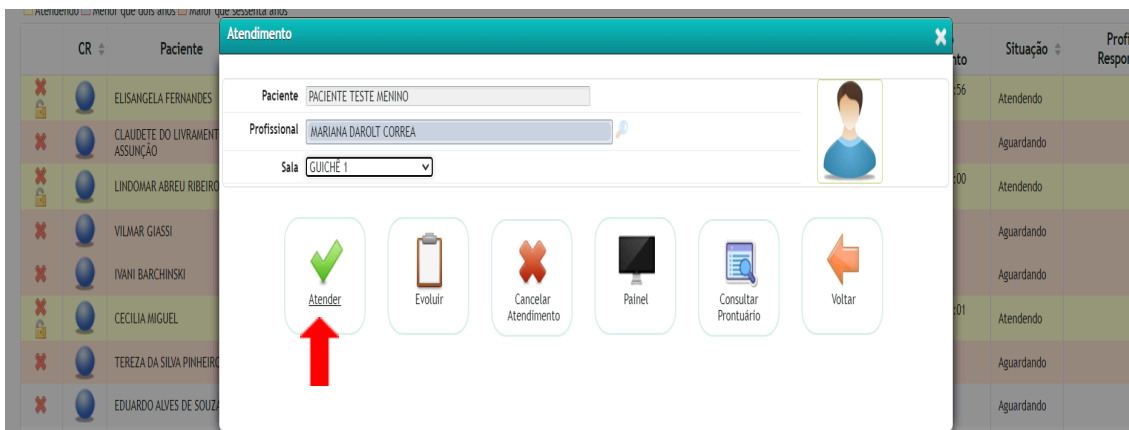 Atendendo Menor que dois anos Maior que sessenta anos
Atendimento
CR Paciente Situação
Paciente PACIENTE TESTE MENINO
Profissional MARIANA DAROLT CORREA
Sala GUICHÊ 1
ELISANGELA FERNANDES :56 Atendendo
CLAUDETE DO LIVRAMENT
ASSUNÇÃO Aguardando
LINDOMAR ABREU RIBEIRO :00 Atendendo
VILMAR GIASSI Aguardando
IVANI BARCHINSKI Aguardando
CECILIA MIGUEL :01 Atendendo
TEREZA DA SILVA PINHEIRO Aguardando
EDUARDO ALVES DE SOUZA Aguardando
Atender Evoluir Cancelar Painel Consultar Voltar
Atendimento Prontuário